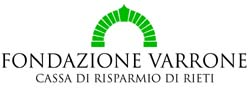 FONDAZIONE VARRONE
CASSA DI RISPARMIO DI RIETI